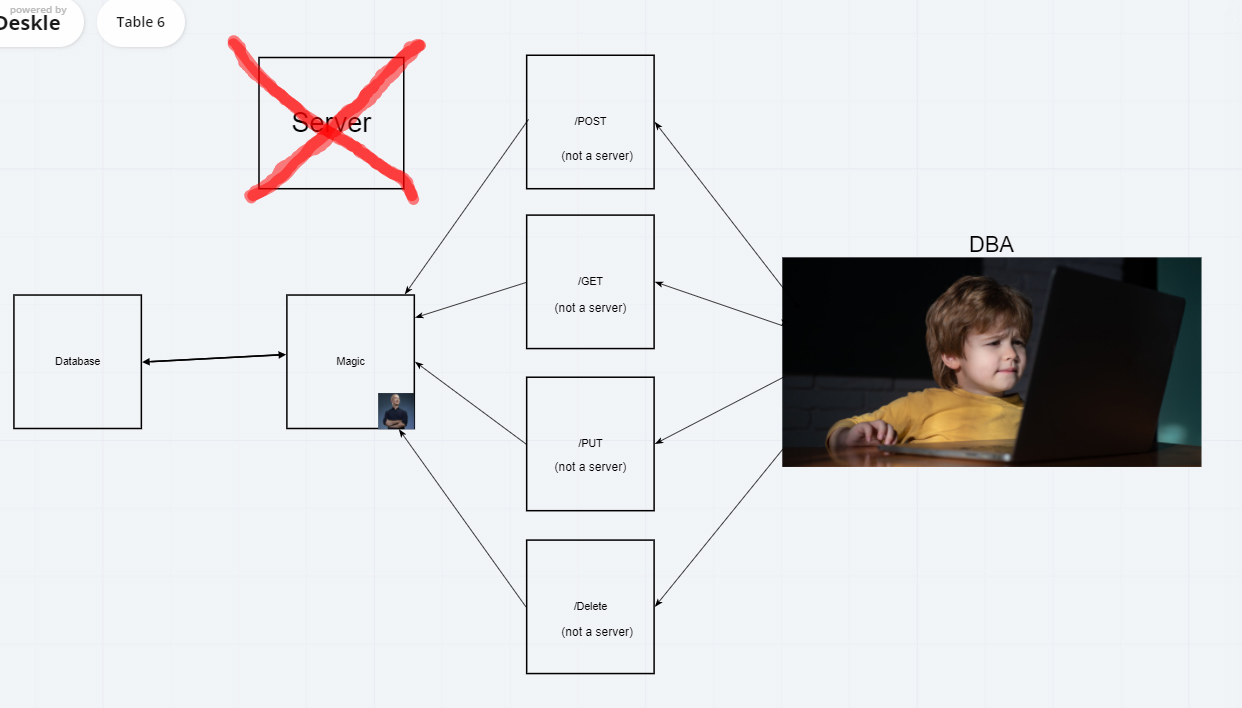 powered by
Deskle
Table 6
Server
/POST
(not a server)
DBA
/GET
(not a server)
Database
Magic
/PUT
(not a server)
/Delete
(not a server)